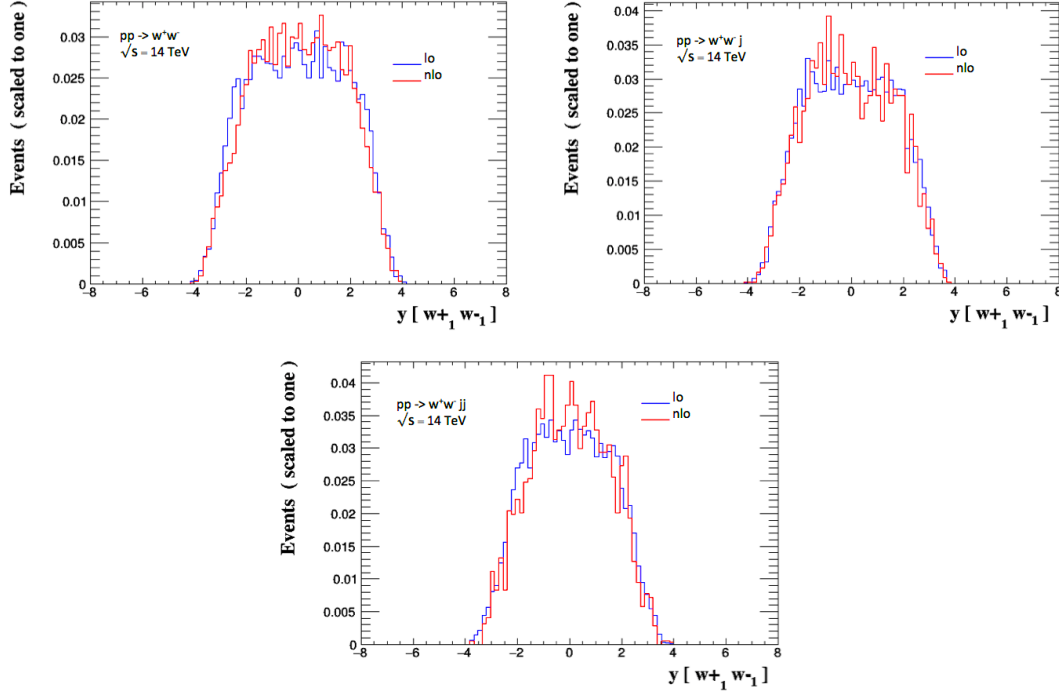 Events ( scaled to one )
0.03
0.025
0.02
0.015
0.01
0.005
0
pp -> w⁺w⁻
√s = 14 TeV
lo
nlo
−8 −6 −4 −2 0 2 4 6 8
y [ w+₁ w-₁ ]
Events ( scaled to one )
0.04
0.035
0.03
0.025
0.02
0.015
0.01
0.005
0
pp -> w⁺w⁻ j
√s = 14 TeV
lo
nlo
−8 −6 −4 −2 0 2 4 6 8
y [ w+₁ w-₁ ]
Events ( scaled to one )
0.04
0.035
0.03
0.025
0.02
0.015
0.01
0.005
0
pp -> w⁺w⁻ jj
√s = 14 TeV
lo
nlo
−8 −6 −4 −2 0 2 4 6 8
y [ w+₁ w-₁ ]